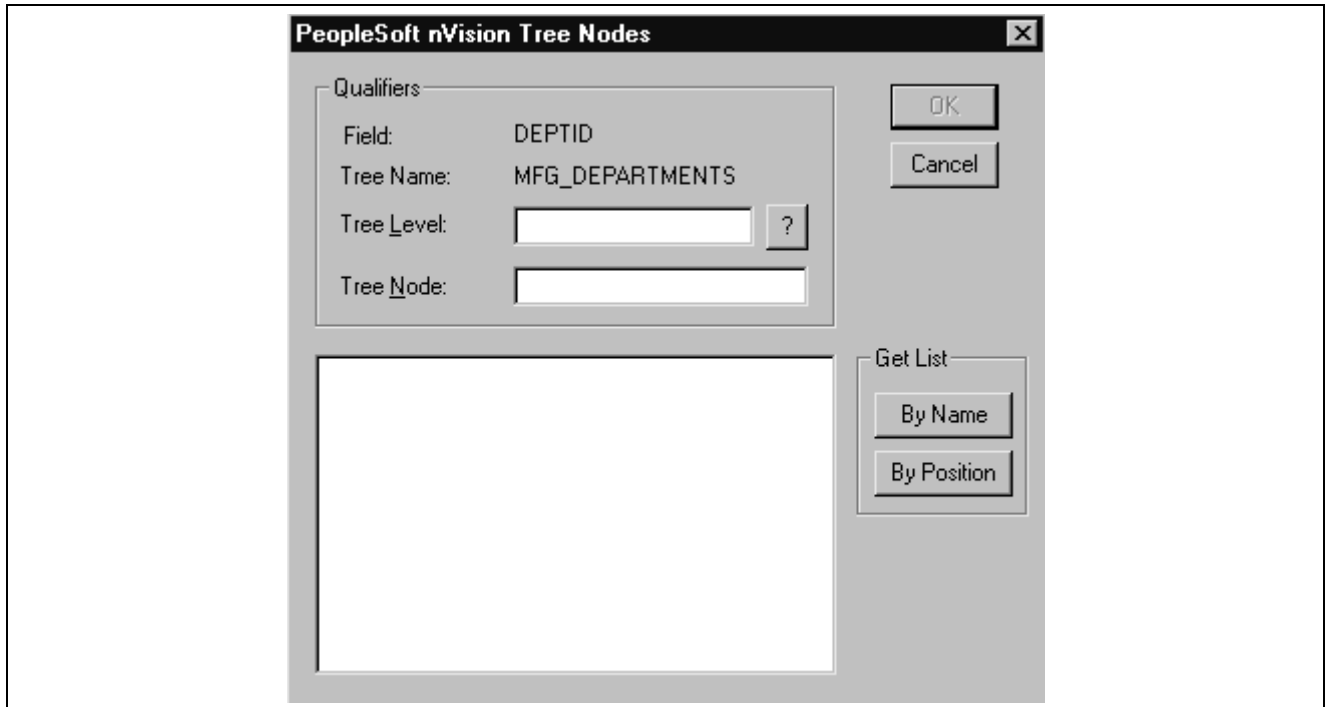 PeopleSoft nVision Tree Nodes
Qualifiers
Field: DEPTID
Tree Name: MFG_DEPARTMENTS
Tree Level: ?
Tree Node:
OK
Cancel
Get List
By Name
By Position